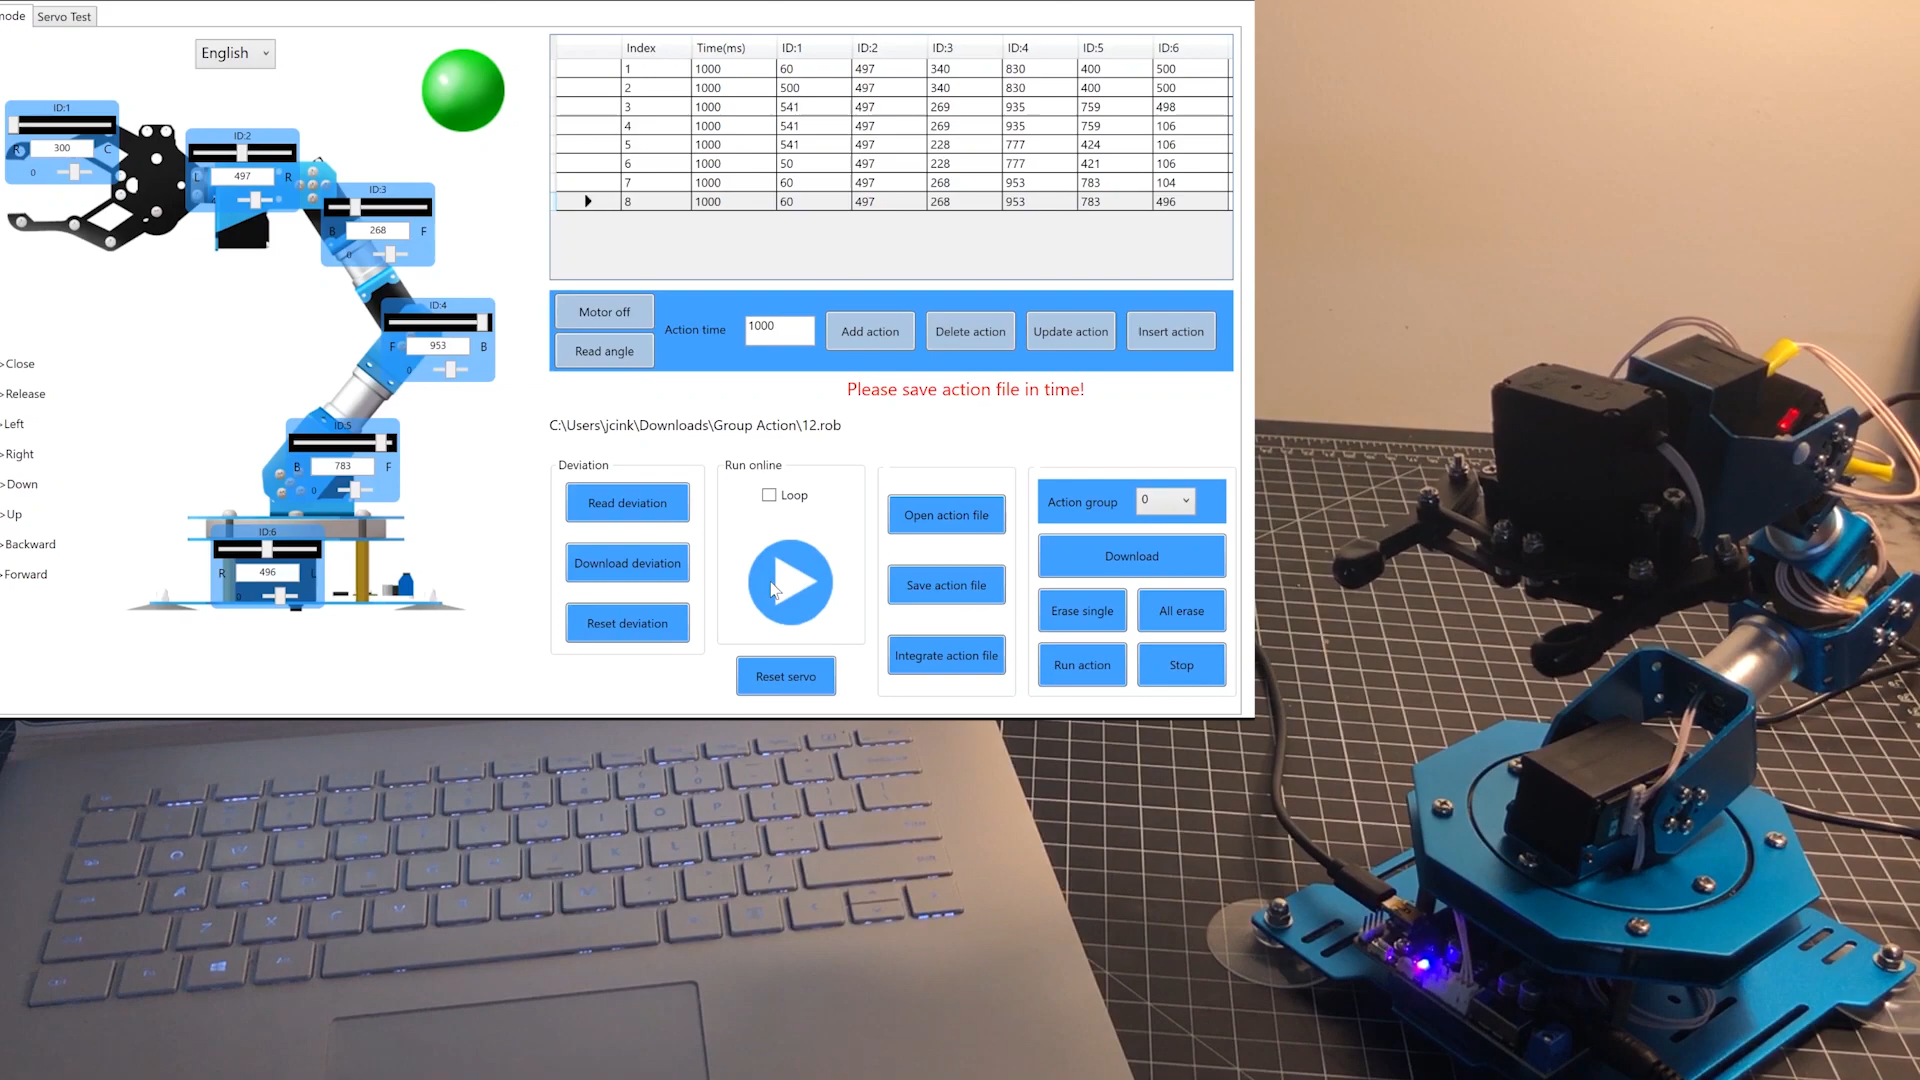 mode Servo Test
English
Index Time(ms) ID:1 ID:2 ID:3 ID:4 ID:5 ID:6
1 1000 60 497 340 830 400 500
2 1000 500 497 340 830 400 500
3 1000 541 497 269 935 759 498
4 1000 541 497 269 935 759 106
5 1000 541 497 228 777 424 106
6 1000 50 497 228 777 421 106
7 1000 60 497 268 953 783 104
8 1000 60 497 268 953 783 496
ID:1
R 300 C
0
ID:2
L 497 R
ID:3
B 268 F
0
ID:4
F 953 B
0
ID:5
B 783 F
0
ID:6
R 496 L
0
>Close
>Release
>Left
>Right
>Down
>Up
>Backward
>Forward
Motor off
Read angle
Action time 1000
Add action
Delete action
Update action
Insert action
Please save action file in time!
C:\Users\jcink\Downloads\Group Action\12.rob
Deviation
Read deviation
Download deviation
Reset deviation
Run online
Loop
Reset servo
Open action file
Save action file
Integrate action file
Action group 0
Download
Erase single
All erase
Run action
Stop